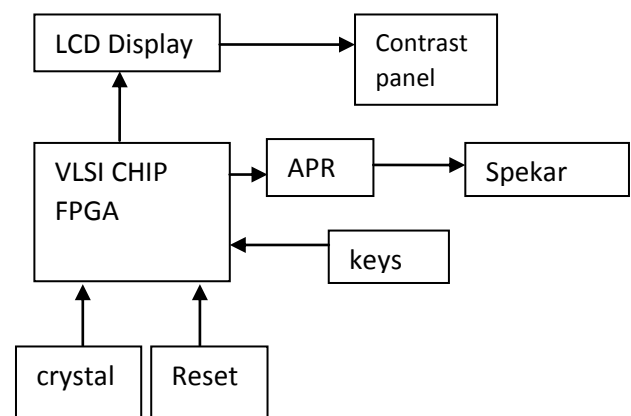 LCD Display
Contrast
panel
VLSI CHIP
FPGA
APR
Spekar
keys
crystal
Reset